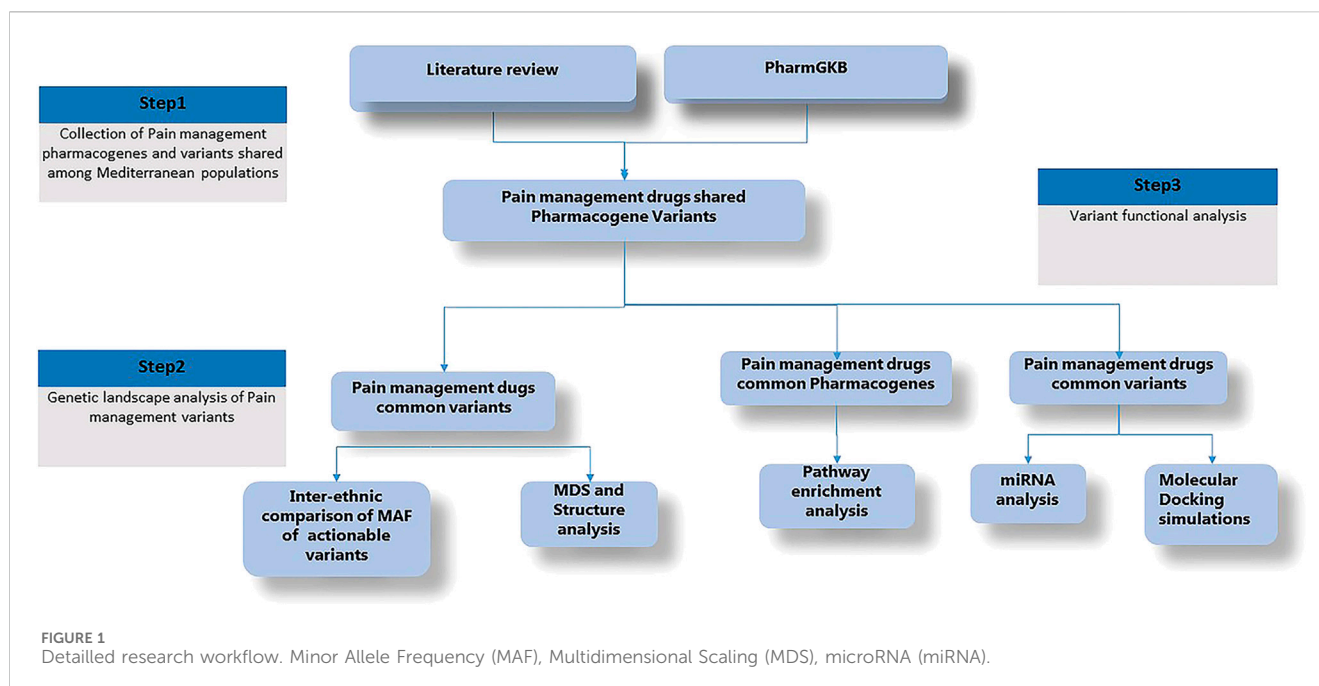 Literature review
PharmGKB
Step1
Collection of Pain management
pharmacogenes and variants shared
among Mediterranean populations
Pain management drugs shared
Pharmacogene Variants
Step3
Variant functional analysis
Step2
Genetic landscape analysis of Pain
management variants
Pain management dugs
common variants
Pain management drugs
common Pharmacogenes
Pain management drugs
common variants
Inter-ethnic
comparison of MAF
of actionable
variants
MDS and
Structure analysis
Pathway
enrichment
analysis
miRNA
analysis
Molecular
Docking
simulations
FIGURE 1
Detailled research workflow. Minor Allele Frequency (MAF), Multidimensional Scaling (MDS), microRNA (miRNA).